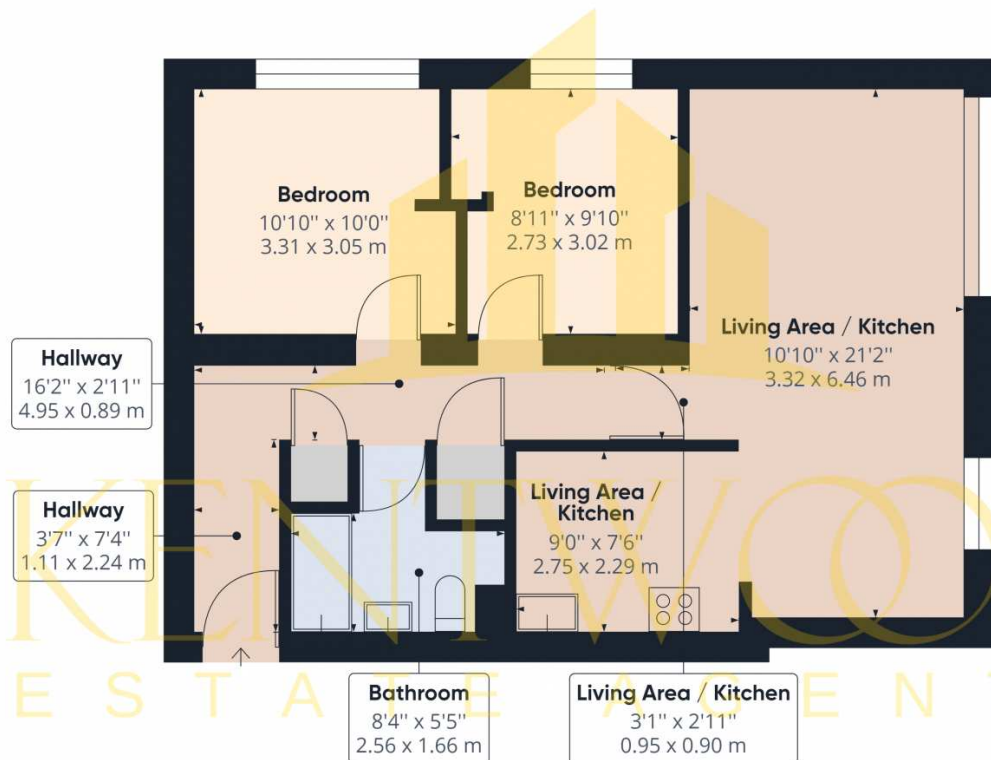 Bedroom
10'10" x 10'0"
3.31 x 3.05 m
Bedroom
8'11" x 9'10"
2.73 x 3.02 m
Living Area / Kitchen
10'10" x 21'2"
3.32 x 6.46 m
Hallway
16'2" x 2'11"
4.95 x 0.89 m
Hallway
3'7" x 7'4"
1.11 x 2.24 m
Living Area /
Kitchen
9'0" x 7'6"
2.75 x 2.29 m
KENTWOO
ESTATE AGENT
Bathroom
8'4" x 5'5"
2.56 x 1.66 m
Living Area / Kitchen
3'1" x 2'11"
0.95 x 0.90 m